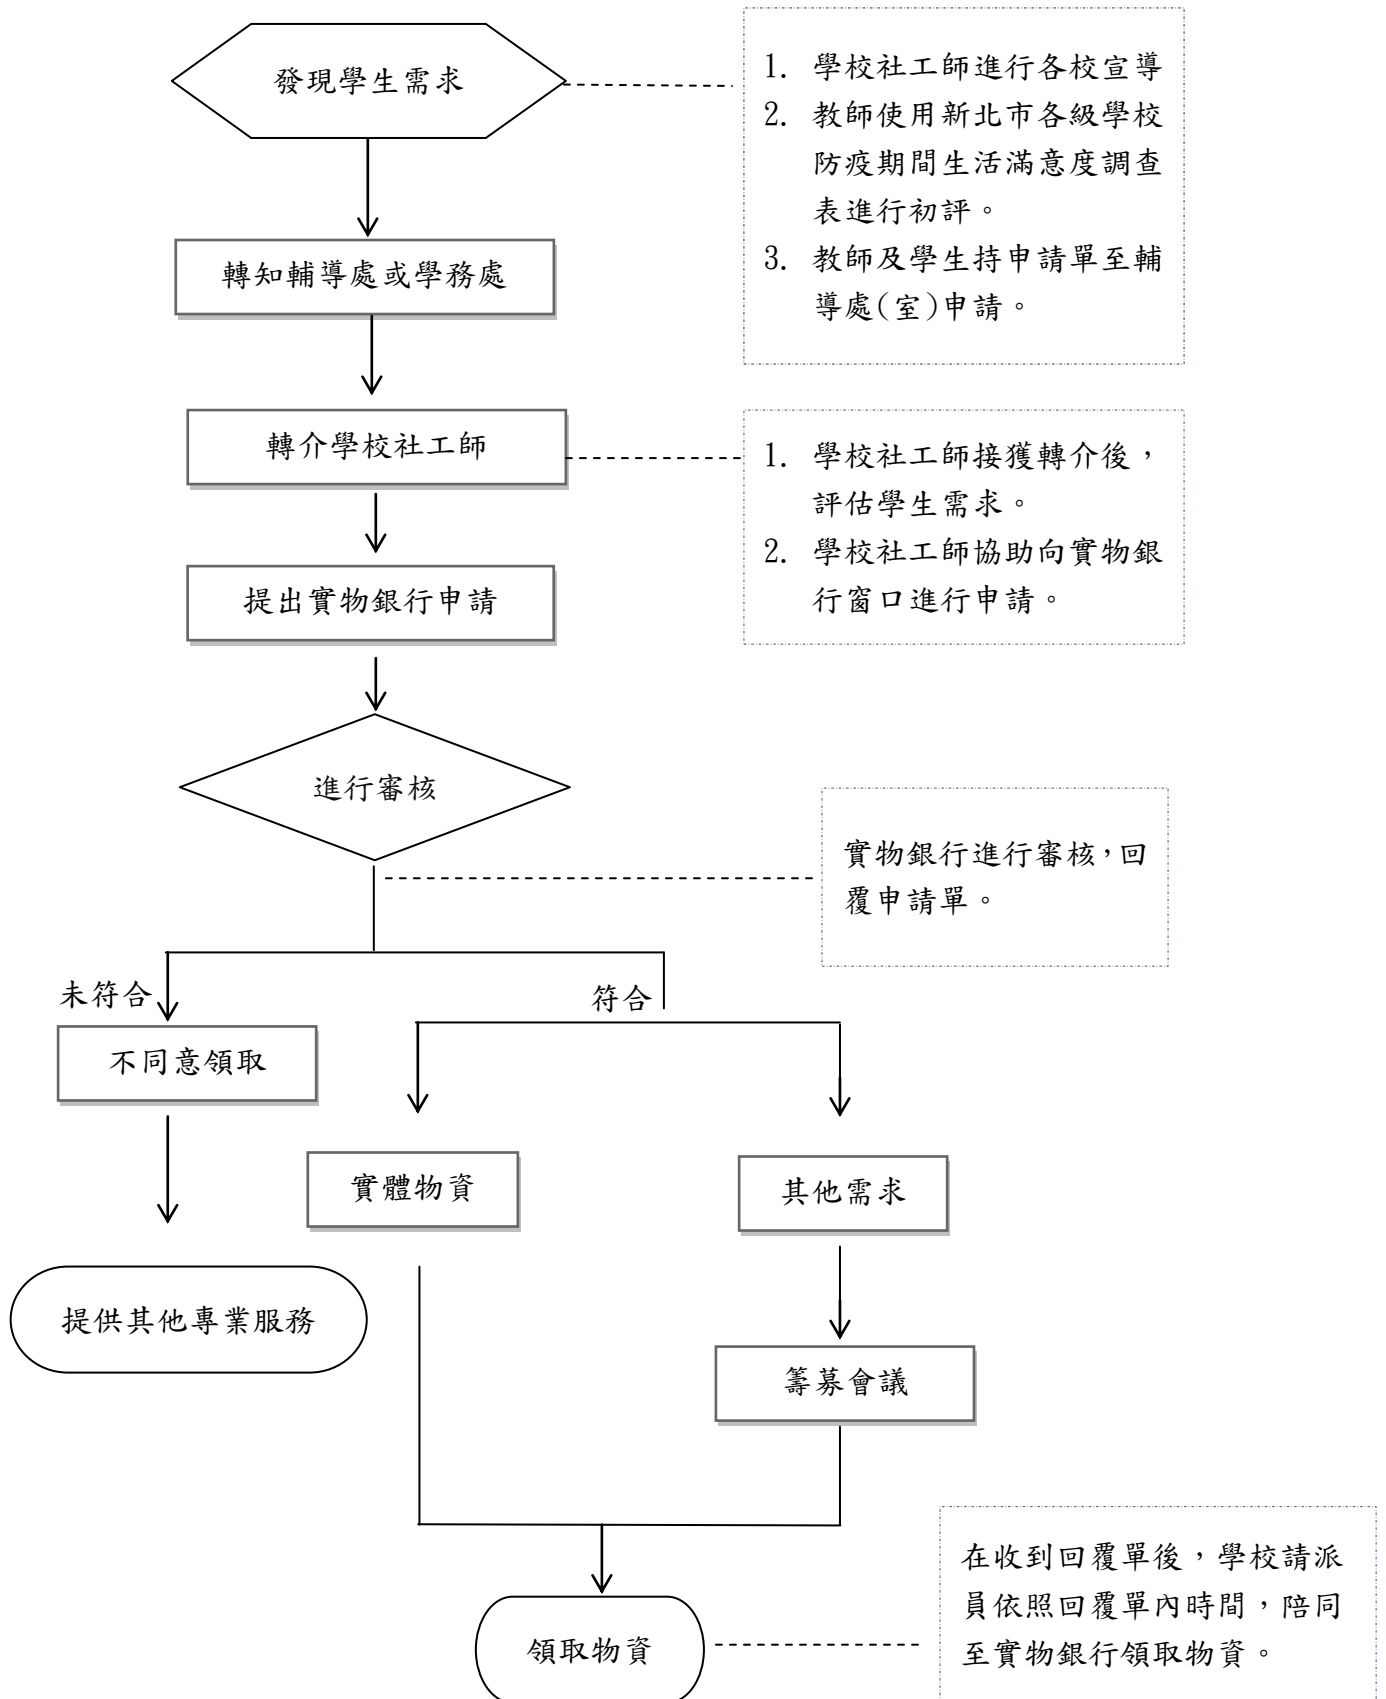 發現學生需求
1. 學校社工師進行各校宣導
2. 教師使用新北市各級學校
防疫期間生活滿意度調查
表進行初評。
3. 教師及學生持申請單至輔
導處(室)申請。
轉知輔導處或學務處
轉介學校社工師
1. 學校社工師接獲轉介後，
評估學生需求。
2. 學校社工師協助向實物銀
行窗口進行申請。
提出實物銀行申請
進行審核
實物銀行進行審核，回
覆申請單。
未符合
符合
不同意領取
實體物資
其他需求
提供其他專業服務
籌募會議
在收到回覆單後，學校請派
員依照回覆單內時間，陪同
至實物銀行領取物資。
領取物資